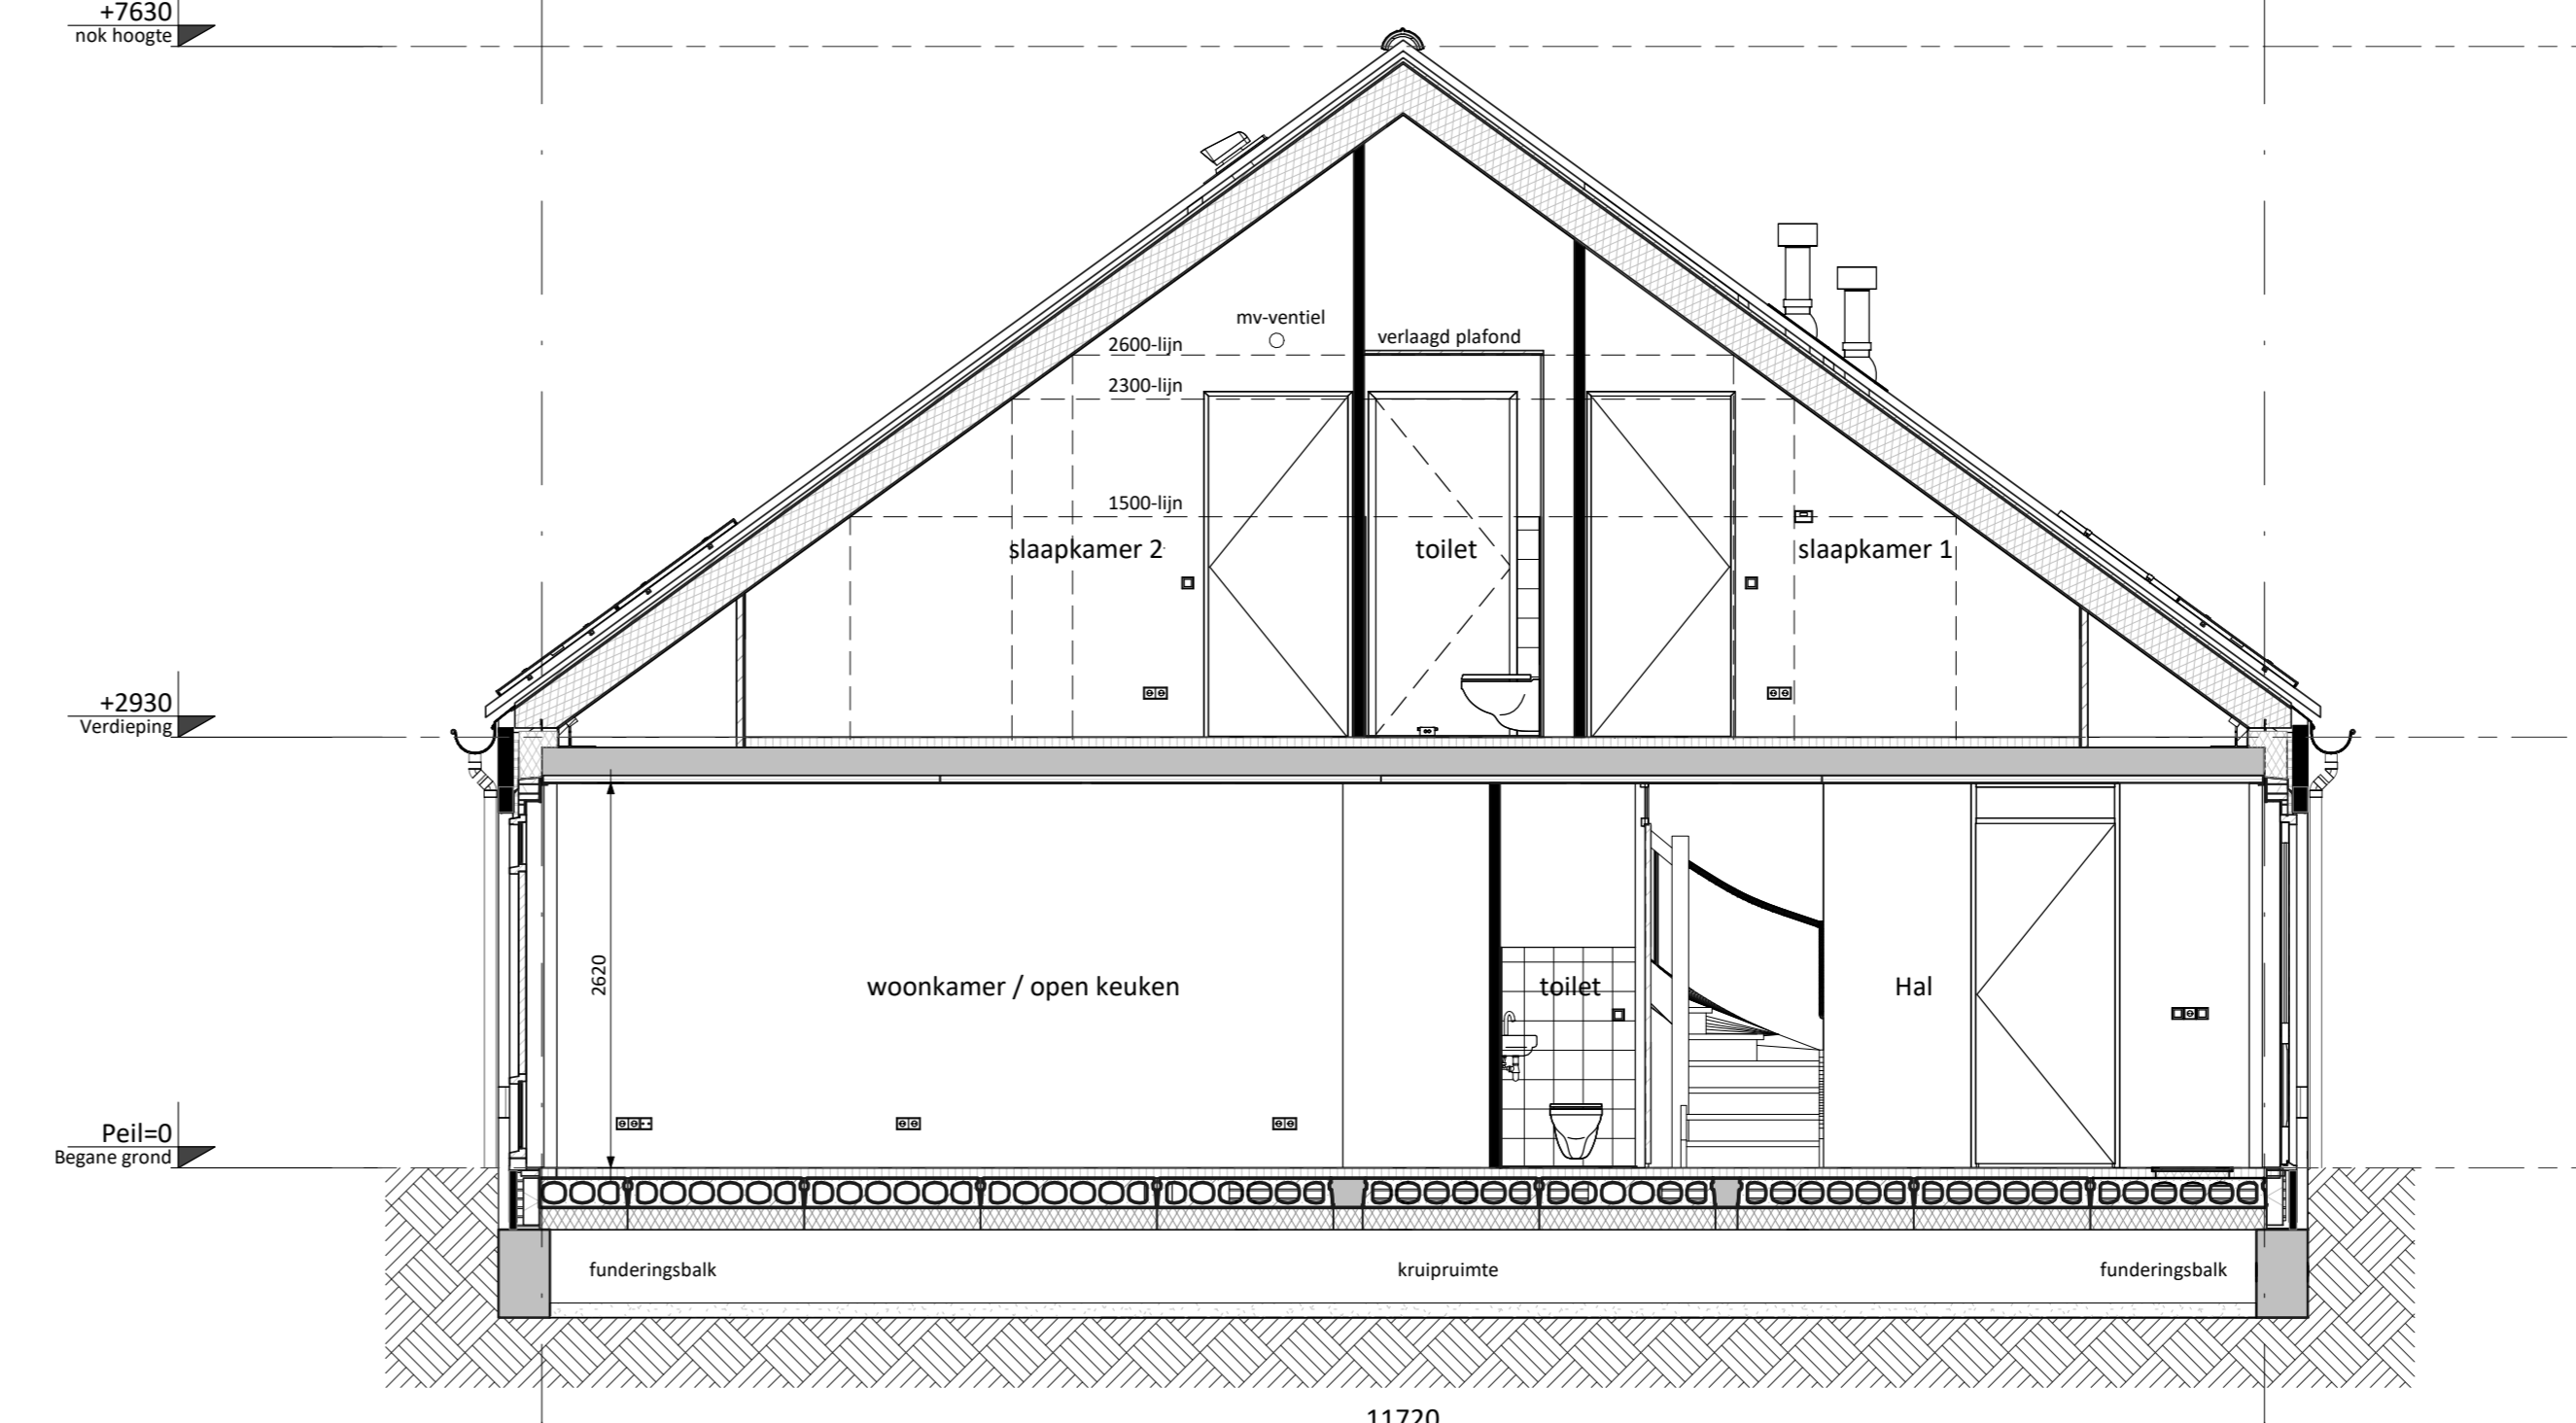 +7630
nok hoogte
mv-ventiel
verlaagd plafond
2600-lijn
2300-lijn
1500-lijn
slaapkamer 2
toilet
slaapkamer 1
+2930
Verdieping
2620
woonkamer / open keuken
toilet
Hal
Peil=0
Begane grond
funderingsbalk
kruipruimte
funderingsbalk
11720